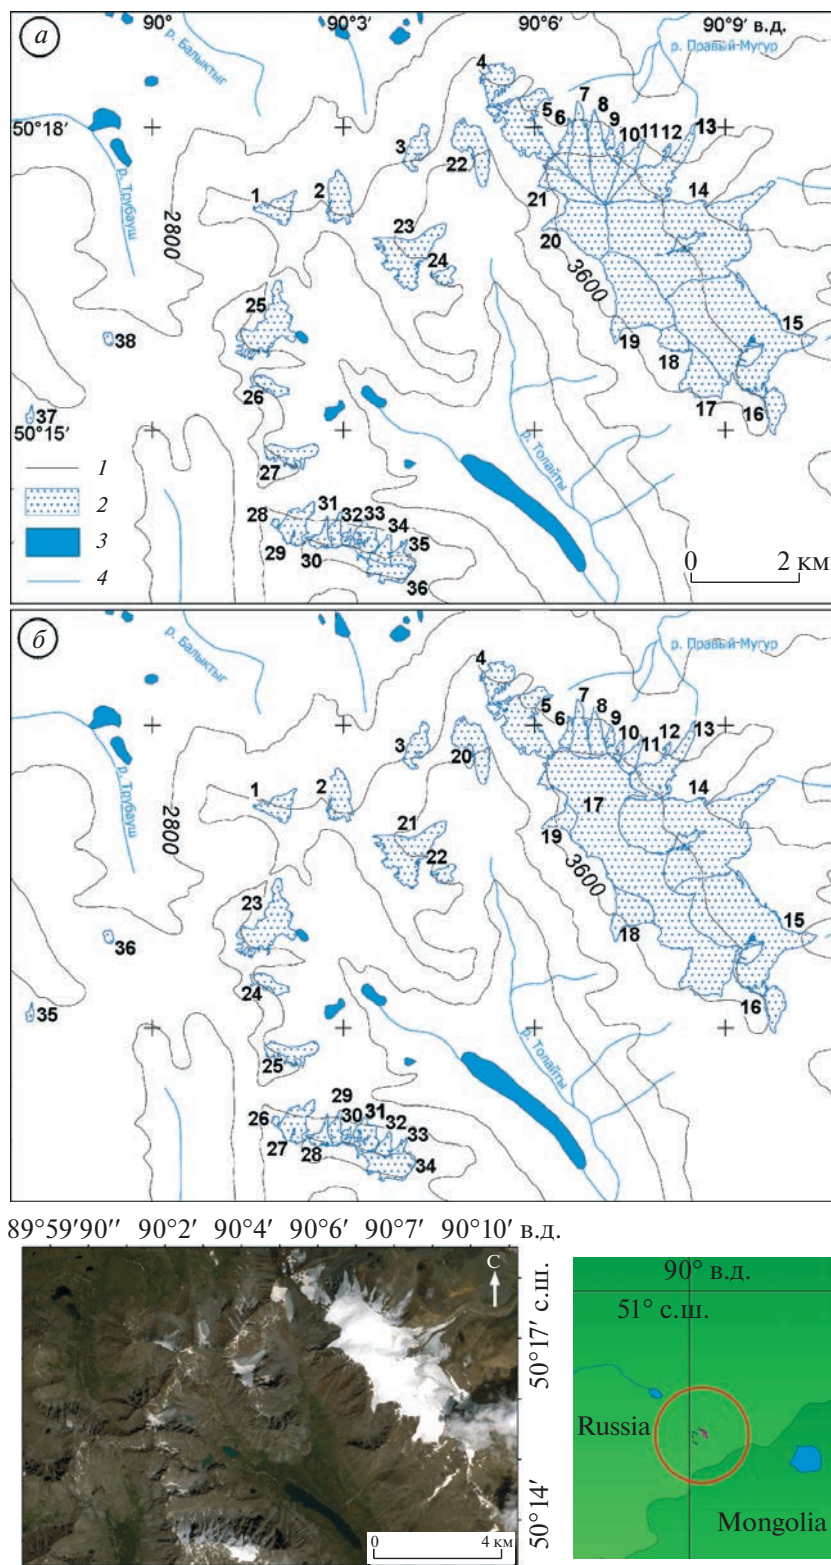 а
90° 90°3′ 90°6′ 90°9′ в.д.
р. Балыктыг
р. Правый-Мугур
50°18′
р. Трубауш
2800
3600
4
5 6 7 8 9 10 11 12 13
3
22
1
2
21
14
23
20
24
25
15
38
19
18
26
17
16
37
50°15′
27
р. Толайты
1
2
3
4
28
31 32 33 34 35
29 30
36
0 2 км
б
р. Балыктыг
р. Правый-Мугур
р. Трубауш
2800
3600
4
5 6 7 8 9 10 11 12 13
3
20
1
2
14
17
21
19
22
23
15
18
36
24
16
35
25
р. Толайты
29
26
30 31 32 33
27 28
34
89°59′90′′ 90°2′ 90°4′ 90°6′ 90°7′ 90°10′ в.д.
С
50°17′ с.ш.
50°14′
0 4 км
90° в.д.
51° с.ш.
Russia
Mongolia